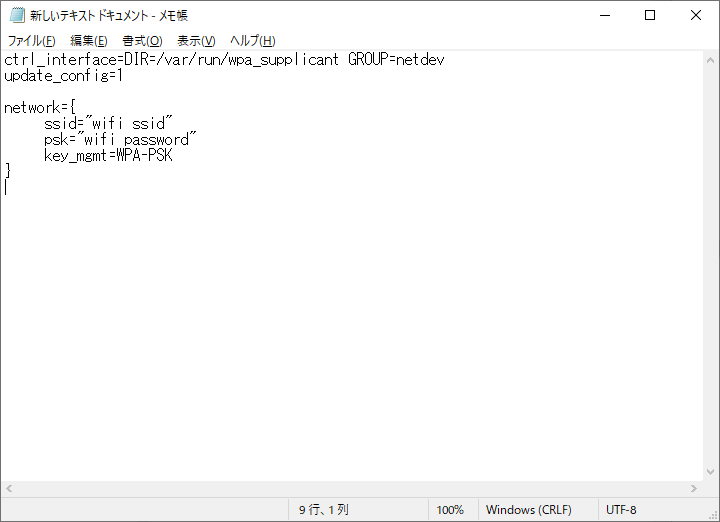 新しいテキスト ドキュメント - メモ帳
ファイル(F) 編集(E) 書式(O) 表示(V) ヘルプ(H)
ctrl_interface=DIR=/var/run/wpa_supplicant GROUP=netdev
update_config=1
network={
ssid="wifi ssid"
psk="wifi password"
key_mgmt=WPA-PSK
}
9 行、1 列 100% Windows (CRLF) UTF-8